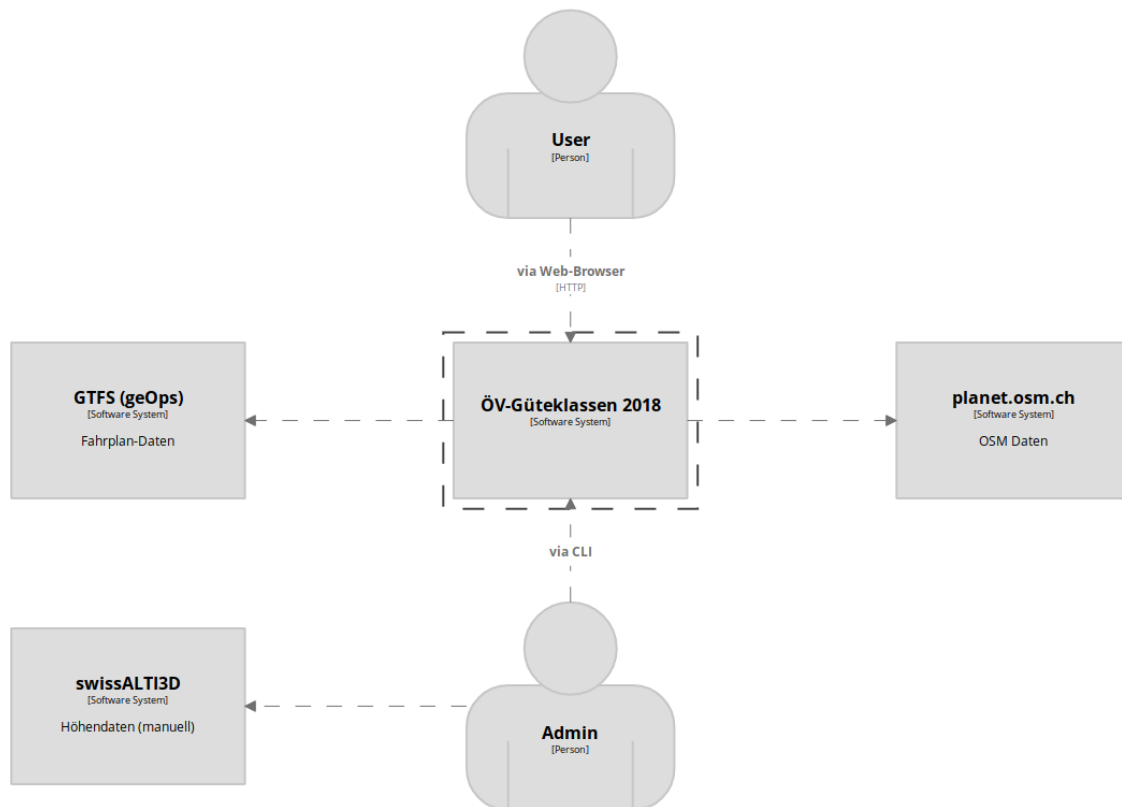 User
[Person]
via Web-Browser
[HTTP]
GTFS (geOps)
[Software System]
Fahrplan-Daten
ÖV-Güteklassen 2018
[Software System]
planet.osm.ch
[Software System]
OSM Daten
via CLI
swissALTI3D
[Software System]
Höhendaten (manuell)
Admin
[Person]